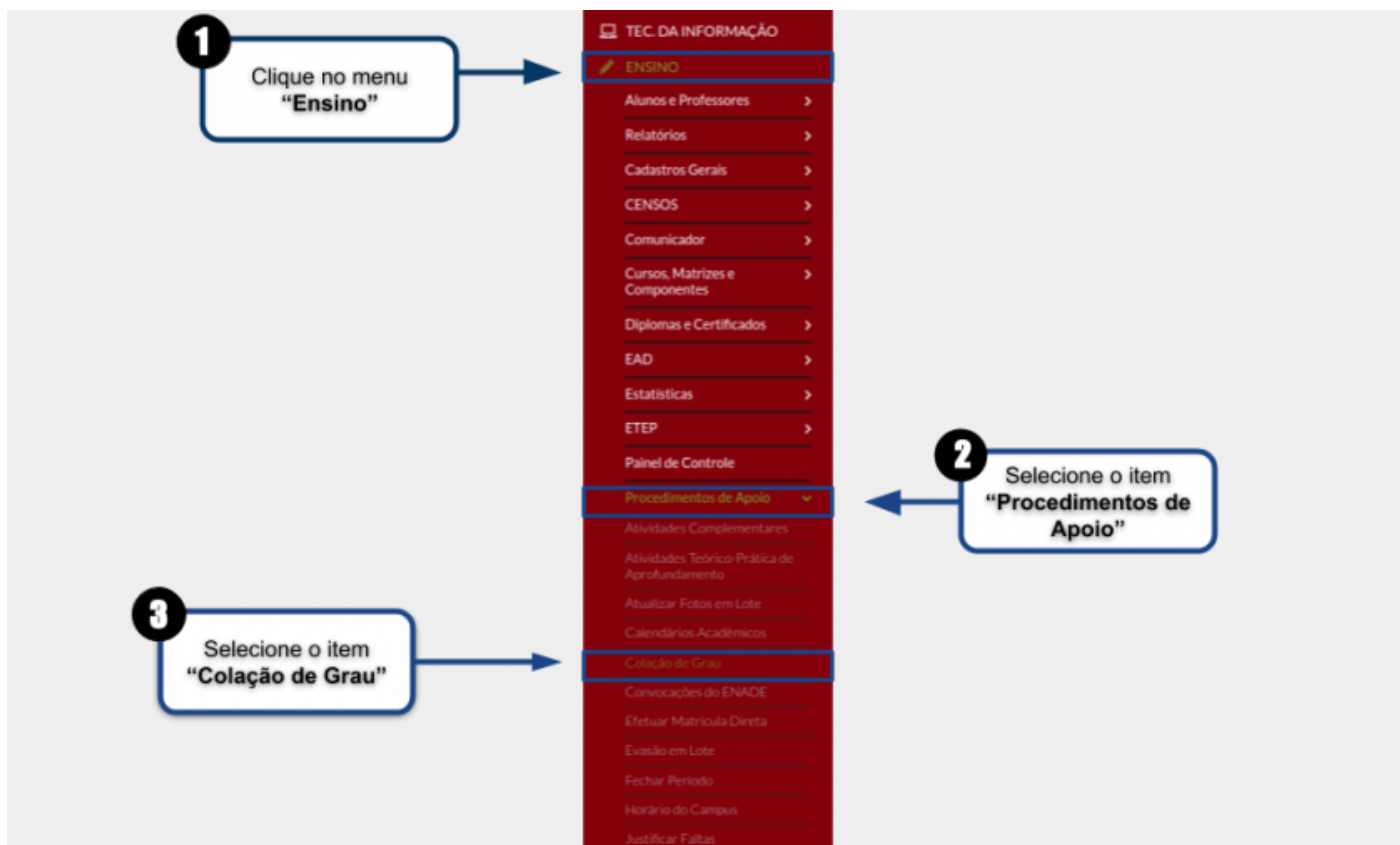 1
Clique no menu
“Ensino”
TEC. DA INFORMAÇÃO
ENSINO
Alunos e Professores
Relatórios
Cadastros Gerais
CENSOS
Comunicador
Cursos, Matrizes e
Componentes
Diplomas e Certificados
EAD
Estatísticas
ETEP
Painel de Controle
2
Selecione o item
“Procedimentos de
Apoio”
Procedimentos de Apoio
Atividades Complementares
Atividades Teórico-Prática de
Aprofundamento
Atualizar Fotos em Lote
Calendários Acadêmicos
3
Selecione o item
“Colação de Grau”
Colação de Grau
Convocações do ENADE
Efetuar Matrícula Direta
Evasão em Lote
Fechar Período
Horário do Campus
Justificar Faltas